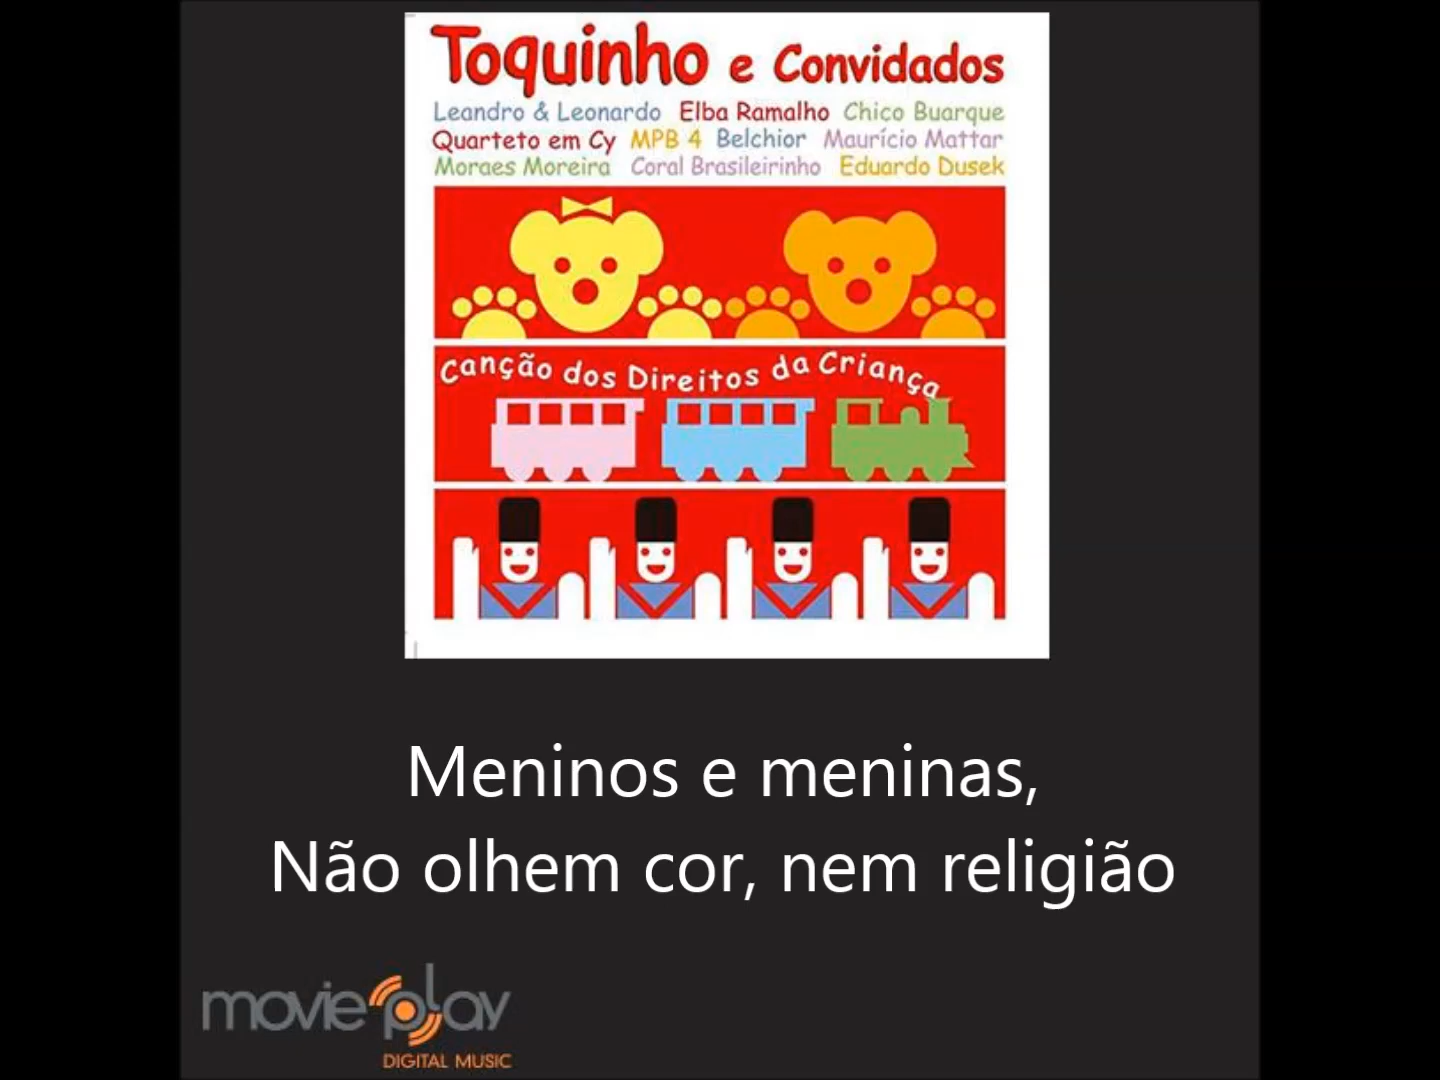 Toquinho e Convidados
Leandro & Leonardo Elba Ramalho Chico Buarque
Quarteto em Cy MPB 4 Belchior Maurício Mattar
Moraes Moreira Coral Brasileirinho Eduardo Dusek
Canção dos Direitos da Criança
Meninos e meninas,
Não olhem cor, nem religião
movieplay
DIGITAL MUSIC